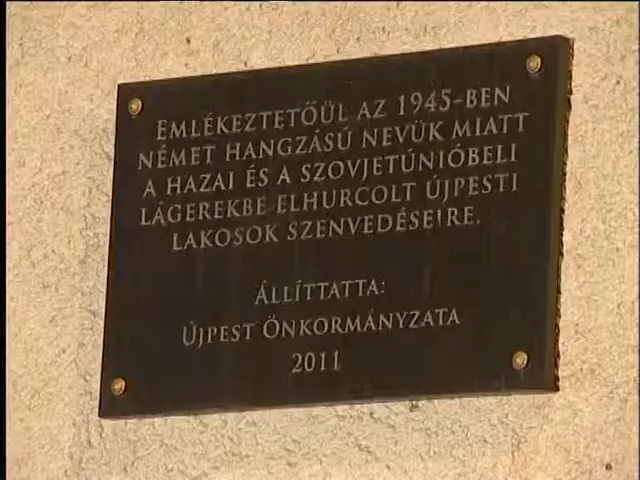 EMLÉKEZTETŐÜL AZ 1945-BEN
NÉMET HANGZÁSÚ NEVÜK MIATT
A HAZAI ÉS A SZOVJETÚNIÓBELI
LÁGEREKBE ELHURCOLT ÚJPESTI
LAKOSOK SZENVEDÉSEIRE.
ÁLLÍTTATTA:
ÚJPEST ÖNKORMÁNYZATA
2011